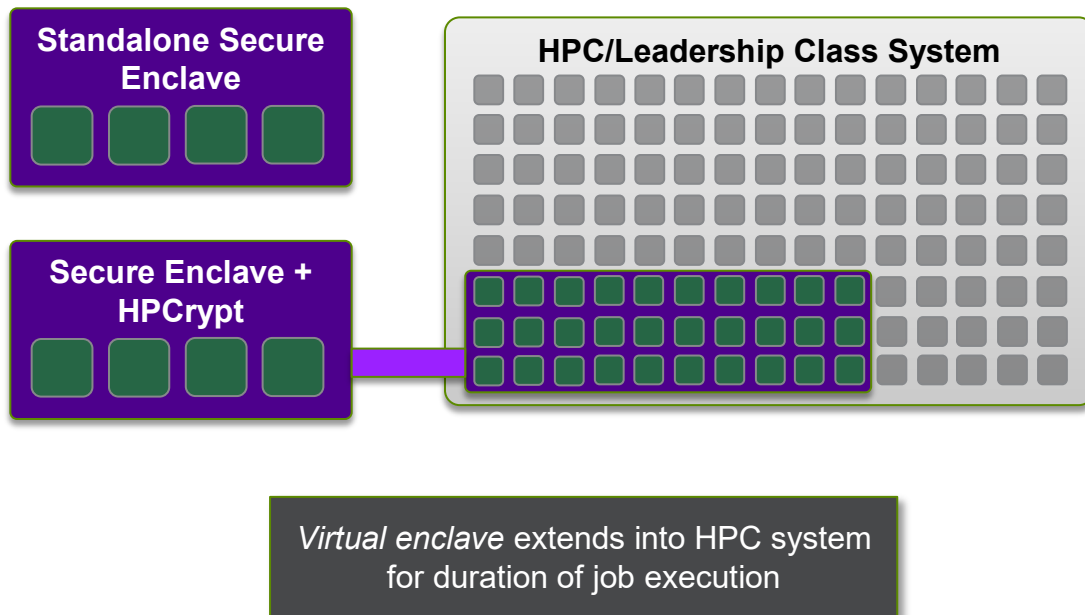 Standalone Secure
Enclave
HPC/Leadership Class System
Secure Enclave +
HPCrypt
Virtual enclave extends into HPC system
for duration of job execution